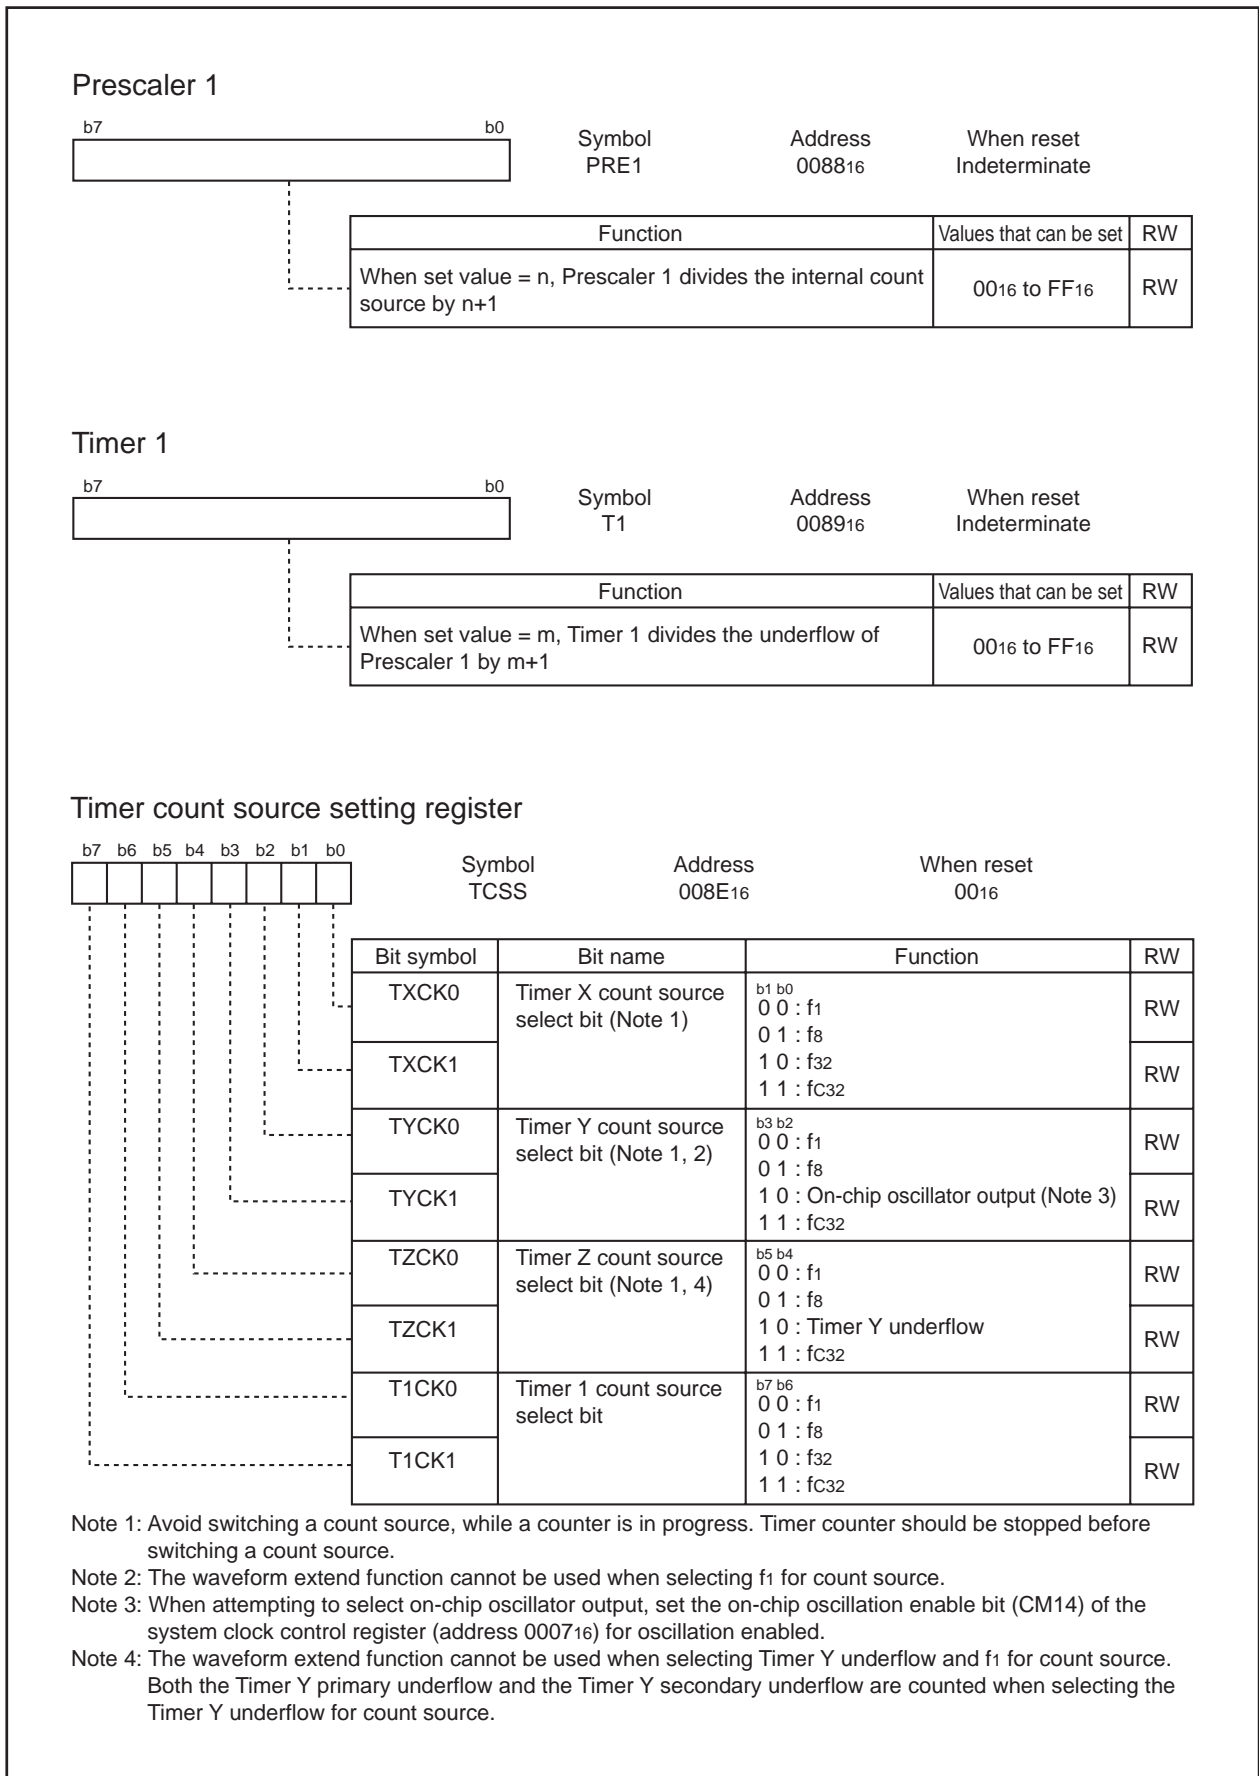 Prescaler 1
b7 b0
Symbol Address When reset
PRE1 008816 Indeterminate
Function Values that can be set RW
When set value = n, Prescaler 1 divides the internal count
source by n+1
0016 to FF16 RW
Timer 1
b7 b0
Symbol Address When reset
T1 008916 Indeterminate
Function Values that can be set RW
When set value = m, Timer 1 divides the underflow of
Prescaler 1 by m+1
0016 to FF16 RW
Timer count source setting register
b7 b6 b5 b4 b3 b2 b1 b0
Symbol Address When reset
TCSS 008E16 0016
Bit symbol Bit name Function RW
TXCK0 Timer X count source
select bit (Note 1)
b1 b0
0 0 : f1
0 1 : f8
RW
TXCK1
1 0 : f32
1 1 : fC32
RW
TYCK0 Timer Y count source
select bit (Note 1, 2)
b3 b2
0 0 : f1
0 1 : f8
RW
TYCK1
1 0 : On-chip oscillator output (Note 3)
1 1 : fC32
RW
TZCK0 Timer Z count source
select bit (Note 1, 4)
b5 b4
0 0 : f1
0 1 : f8
RW
TZCK1
1 0 : Timer Y underflow
1 1 : fC32
RW
T1CK0 Timer 1 count source
select bit
b7 b6
0 0 : f1
0 1 : f8
RW
T1CK1
1 0 : f32
1 1 : fC32
RW
Note 1: Avoid switching a count source, while a counter is in progress. Timer counter should be stopped before
switching a count source.
Note 2: The waveform extend function cannot be used when selecting f1 for count source.
Note 3: When attempting to select on-chip oscillator output, set the on-chip oscillation enable bit (CM14) of the
system clock control register (address 000716) for oscillation enabled.
Note 4: The waveform extend function cannot be used when selecting Timer Y underflow and f1 for count source.
Both the Timer Y primary underflow and the Timer Y secondary underflow are counted when selecting the
Timer Y underflow for count source.